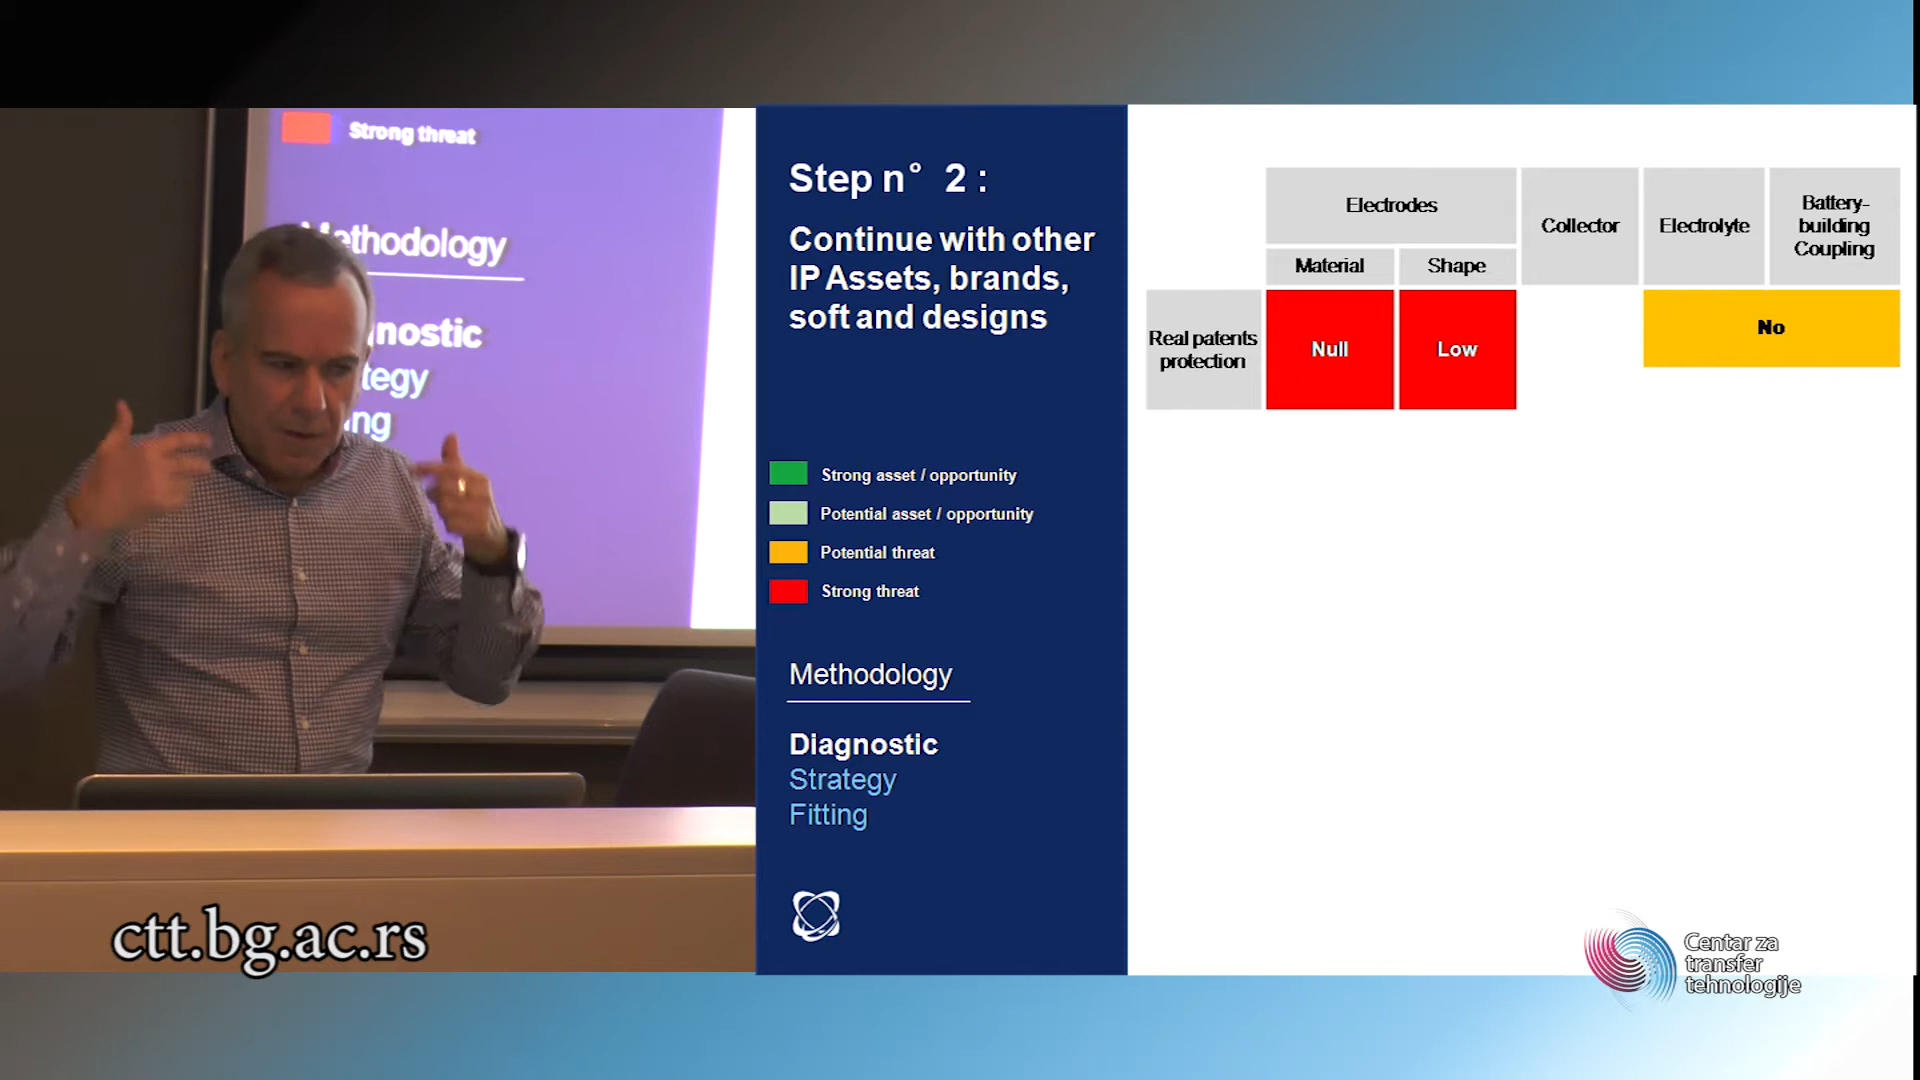 Strong threat
Methodology
nostic
tegy
ng
ctt.bg.ac.rs
Step n° 2 :
Continue with other
IP Assets, brands,
soft and designs
Strong asset / opportunity
Potential asset / opportunity
Potential threat
Strong threat
Methodology
Diagnostic
Strategy
Fitting
Electrodes
Collector
Electrolyte
Battery-
building
Coupling
Material
Shape
Real patents
protection
Null
Low
No
Centar za
transfer
tehnologije